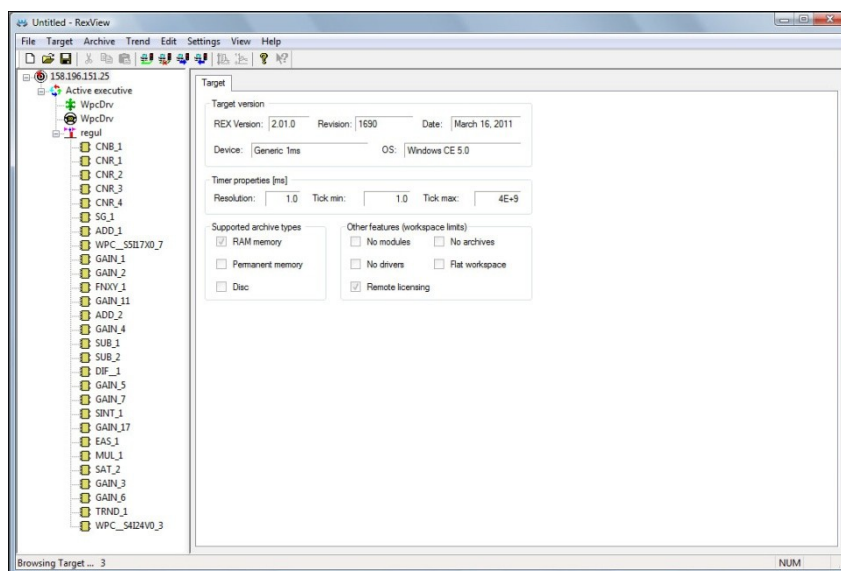 Untitled - RexView
File Target Archive Trend Edit Settings View Help
158.196.151.25
Active executive
WpcDrv
WpcDrv
regul
CNB_1
CNR_1
CNR_2
CNR_3
CNR_4
SG_1
ADD_1
WPC__S5I17X0_7
GAIN_1
GAIN_2
FNXY_1
GAIN_11
ADD_2
GAIN_4
SUB_1
SUB_2
DIF__1
GAIN_5
GAIN_7
SINT_1
GAIN_17
EAS_1
MUL_1
SAT_2
GAIN_3
GAIN_6
TRND_1
WPC__S4I24V0_3
Target
Target version
REX Version: 2.01.0 Revision: 1690 Date: March 16, 2011
Device: Generic 1ms OS: Windows CE 5.0
Timer properties [ms]
Resolution: 1.0 Tick min: 1.0 Tick max: 4E+9
Supported archive types
RAM memory
Permanent memory
Disc
Other features (workspace limits)
No modules No archives
No drivers Flat workspace
Remote licensing
Browsing Target ... 3 NUM